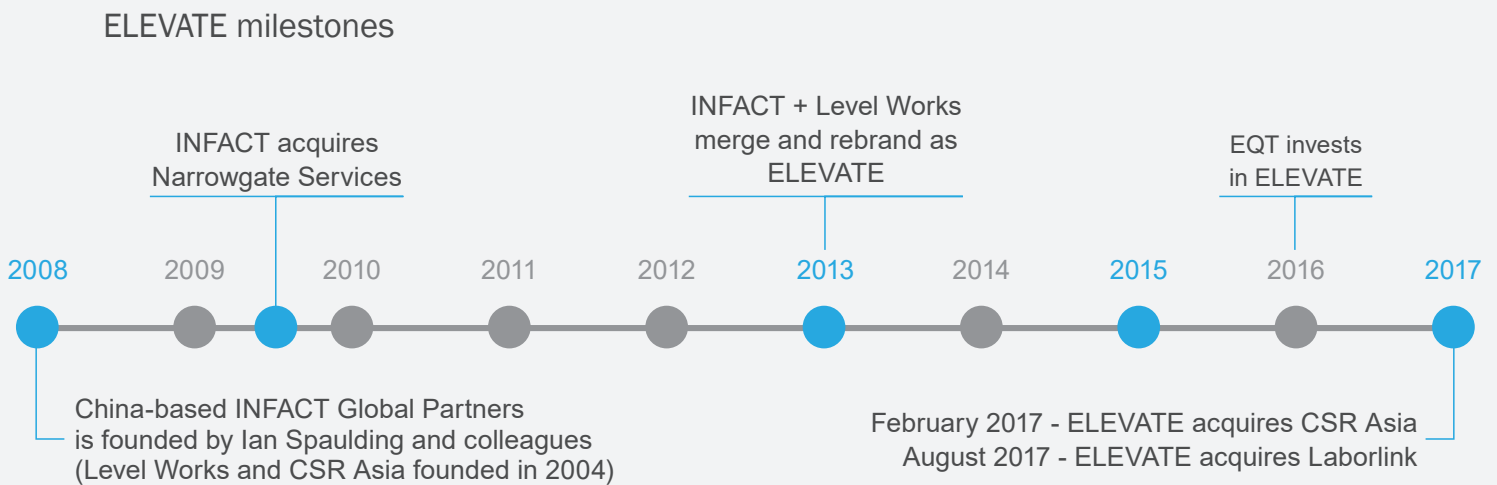 ELEVATE milestones
INFACT acquires
Narrowgate Services
INFACT + Level Works
merge and rebrand as
ELEVATE
EQT invests
in ELEVATE
2008 2009 2010 2011 2012 2013 2014 2015 2016 2017
China-based INFACT Global Partners
is founded by Ian Spaulding and colleagues
(Level Works and CSR Asia founded in 2004)
February 2017 - ELEVATE acquires CSR Asia
August 2017 - ELEVATE acquires Laborlink